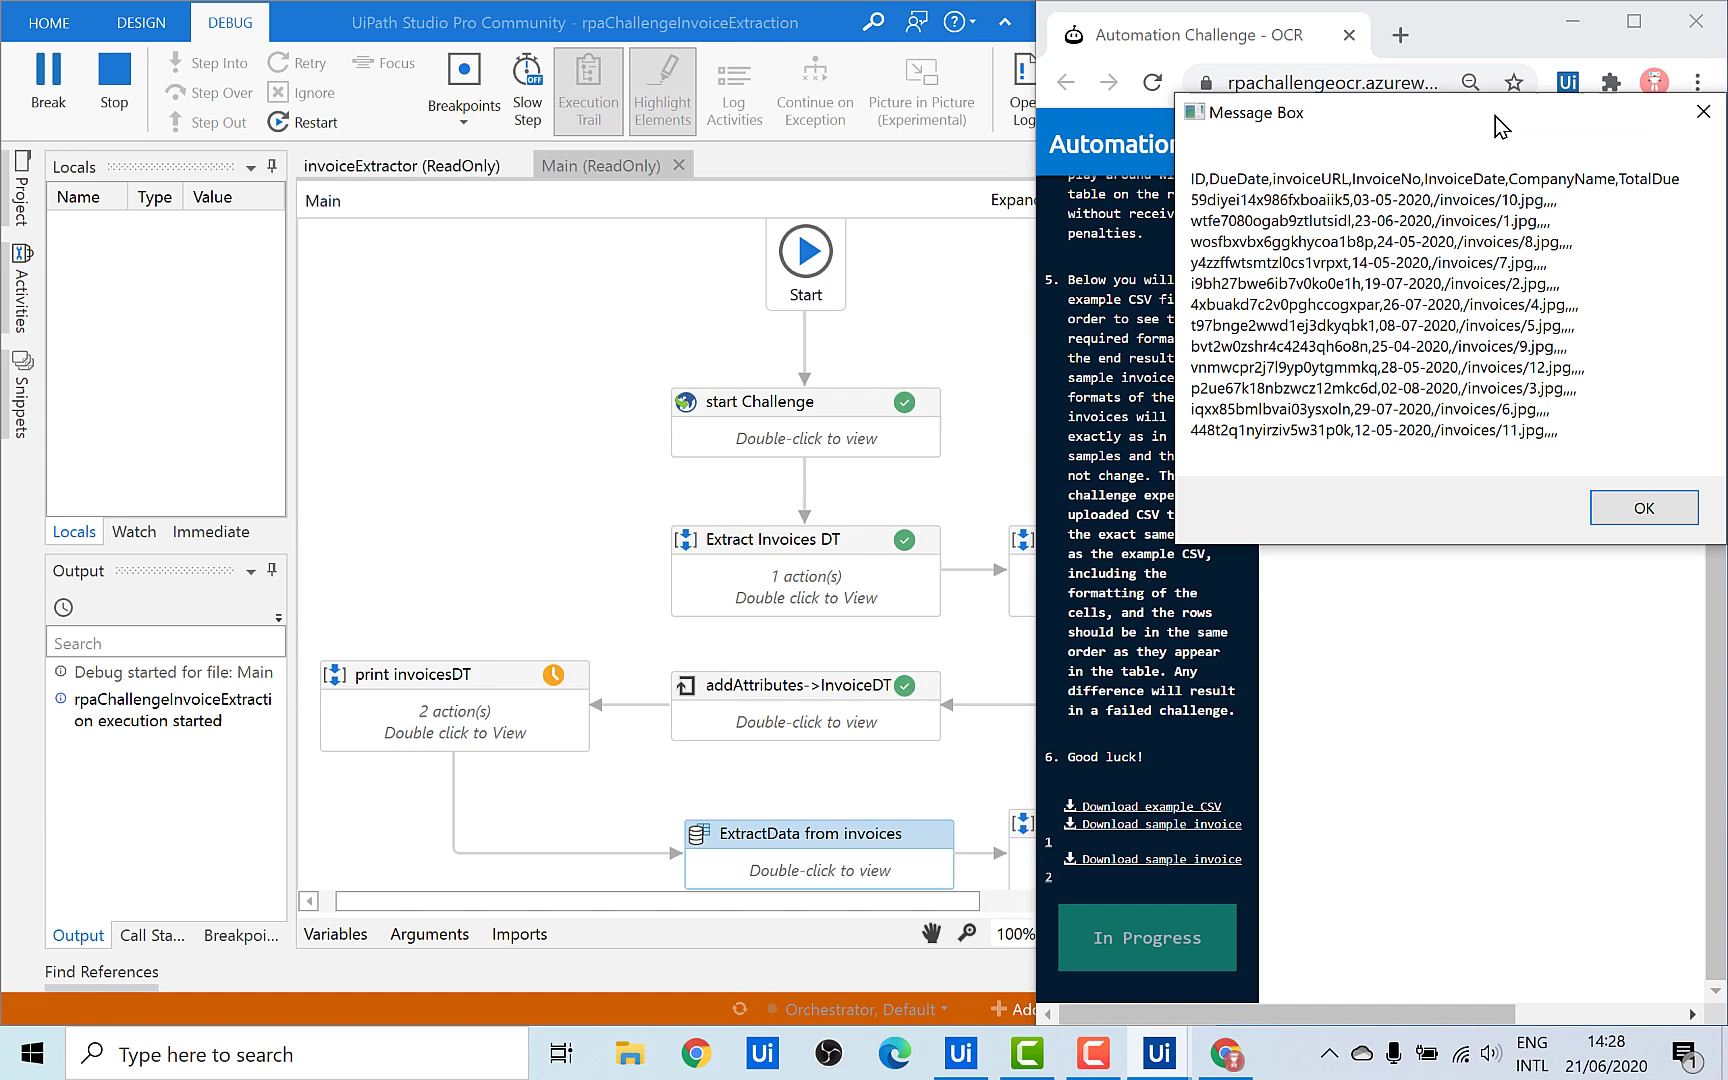 HOME DESIGN DEBUG UiPath Studio Pro Community - rpaChallengeInvoiceExtraction
Break
Stop
Step Into
Step Over
Step Out
Retry
Ignore
Restart
Focus
Breakpoints
Slow
Step
OFF
Execution
Trail
Highlight
Elements
Log
Activities
Continue on
Exception
Picture in Picture
(Experimental)
Ope
Log
Project
Activities
Snippets
Locals
Name Type Value
Locals Watch Immediate
Output
Search
Debug started for file: Main
rpaChallengeInvoiceExtracti
on execution started
Output Call Sta... Breakpoi...
Find References
invoiceExtractor (ReadOnly) Main (ReadOnly)
Main
Expand
Start
start Challenge
Double-click to view
Extract Invoices DT
1 action(s)
Double click to View
print invoicesDT
2 action(s)
Double click to View
addAttributes->InvoiceDT
Double-click to view
ExtractData from invoices
Double-click to view
Variables Arguments Imports
100%
Orchestrator, Default
Add
Automation Challenge - OCR
rpachallengeocr.azurew...
Ui
Automation
play around wi
table on the r
without receiv
penalties.
5. Below you will
example CSV fi
order to see t
required forma
the end result
sample invoice
formats of the
invoices will
exactly as in
samples and th
not change. Th
challenge expe
uploaded CSV t
the exact same
as the example CSV,
including the
formatting of the
cells, and the rows
should be in the same
order as they appear
in the table. Any
difference will result
in a failed challenge.
6. Good luck!
Download example CSV
Download sample invoice
1
Download sample invoice
2
In Progress
Message Box
ID,DueDate,invoiceURL,InvoiceNo,InvoiceDate,CompanyName,TotalDue
59diyei14x986fxboaiik5,03-05-2020,/invoices/10.jpg,,,,
wtfe7080ogab9ztlutsidl,23-06-2020,/invoices/1.jpg,,,,
wosfbxvbx6ggkhycoa1b8p,24-05-2020,/invoices/8.jpg,,,,
y4zzffwtsmtzl0cs1vrpxt,14-05-2020,/invoices/7.jpg,,,,
i9bh27bwe6ib7v0ko0e1h,19-07-2020,/invoices/2.jpg,,,,
4xbuakd7c2v0pghccogxpar,26-07-2020,/invoices/4.jpg,,,,
t97bnge2wwd1ej3dkyqbk1,08-07-2020,/invoices/5.jpg,,,,
bvt2w0zshr4c4243qh6o8n,25-04-2020,/invoices/9.jpg,,,,
vnmwcpr2j7l9yp0ytgmmkq,28-05-2020,/invoices/12.jpg,,,,
p2ue67k18nbzwcz12mkc6d,02-08-2020,/invoices/3.jpg,,,,
iqxx85bmlbvai03ysxoln,29-07-2020,/invoices/6.jpg,,,,
448t2q1nyirziv5w31p0k,12-05-2020,/invoices/11.jpg,,,,
OK
Type here to search
Ui
Ui
Ui
ENG
INTL
14:28
21/06/2020
1